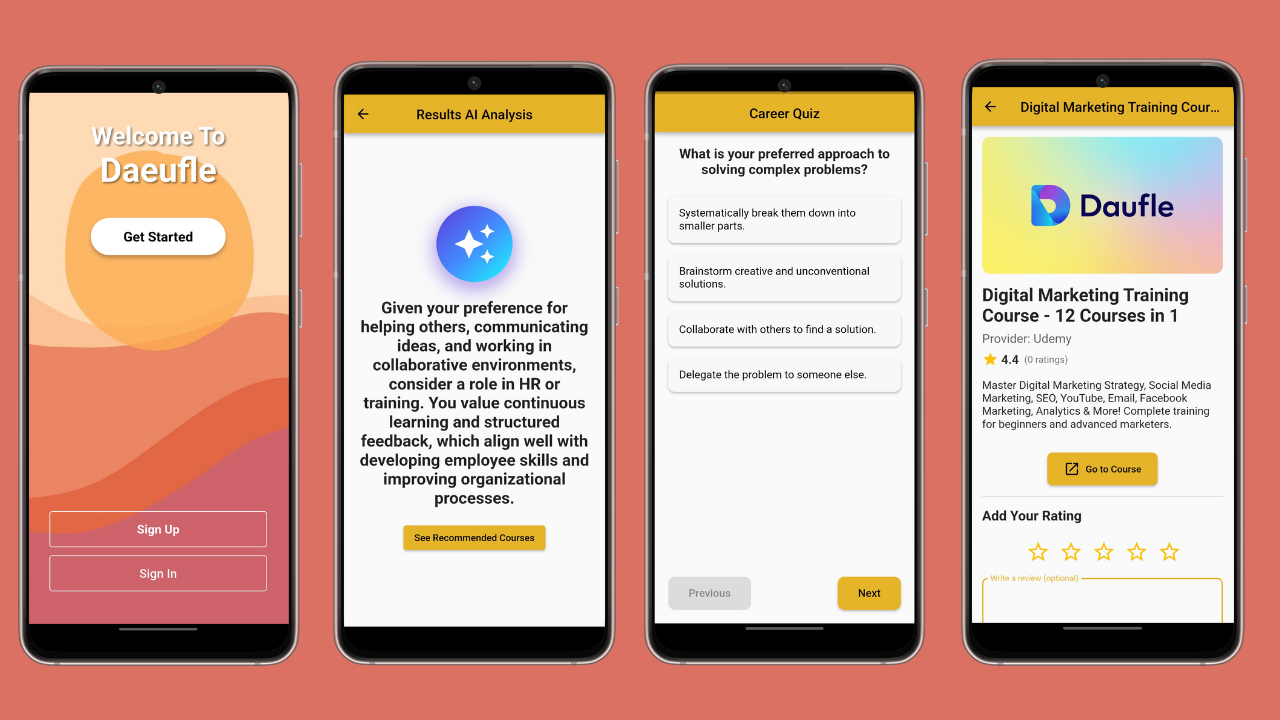 Welcome To
Daeufle
Get Started
Sign Up
Sign In
Results AI Analysis
Given your preference for
helping others, communicating
ideas, and working in
collaborative environments,
consider a role in HR or
training. You value continuous
learning and structured
feedback, which align well with
developing employee skills and
improving organizational
processes.
See Recommended Courses
Career Quiz
What is your preferred approach to
solving complex problems?
Systematically break them down into
smaller parts.
Brainstorm creative and unconventional
solutions.
Collaborate with others to find a solution.
Delegate the problem to someone else.
Previous
Next
Digital Marketing Training Cour...
Daufle
Digital Marketing Training
Course - 12 Courses in 1
Provider: Udemy
4.4 (0 ratings)
Master Digital Marketing Strategy, Social Media
Marketing, SEO, YouTube, Email, Facebook
Marketing, Analytics & More! Complete training
for beginners and advanced marketers.
Go to Course
Add Your Rating
Write a review (optional)